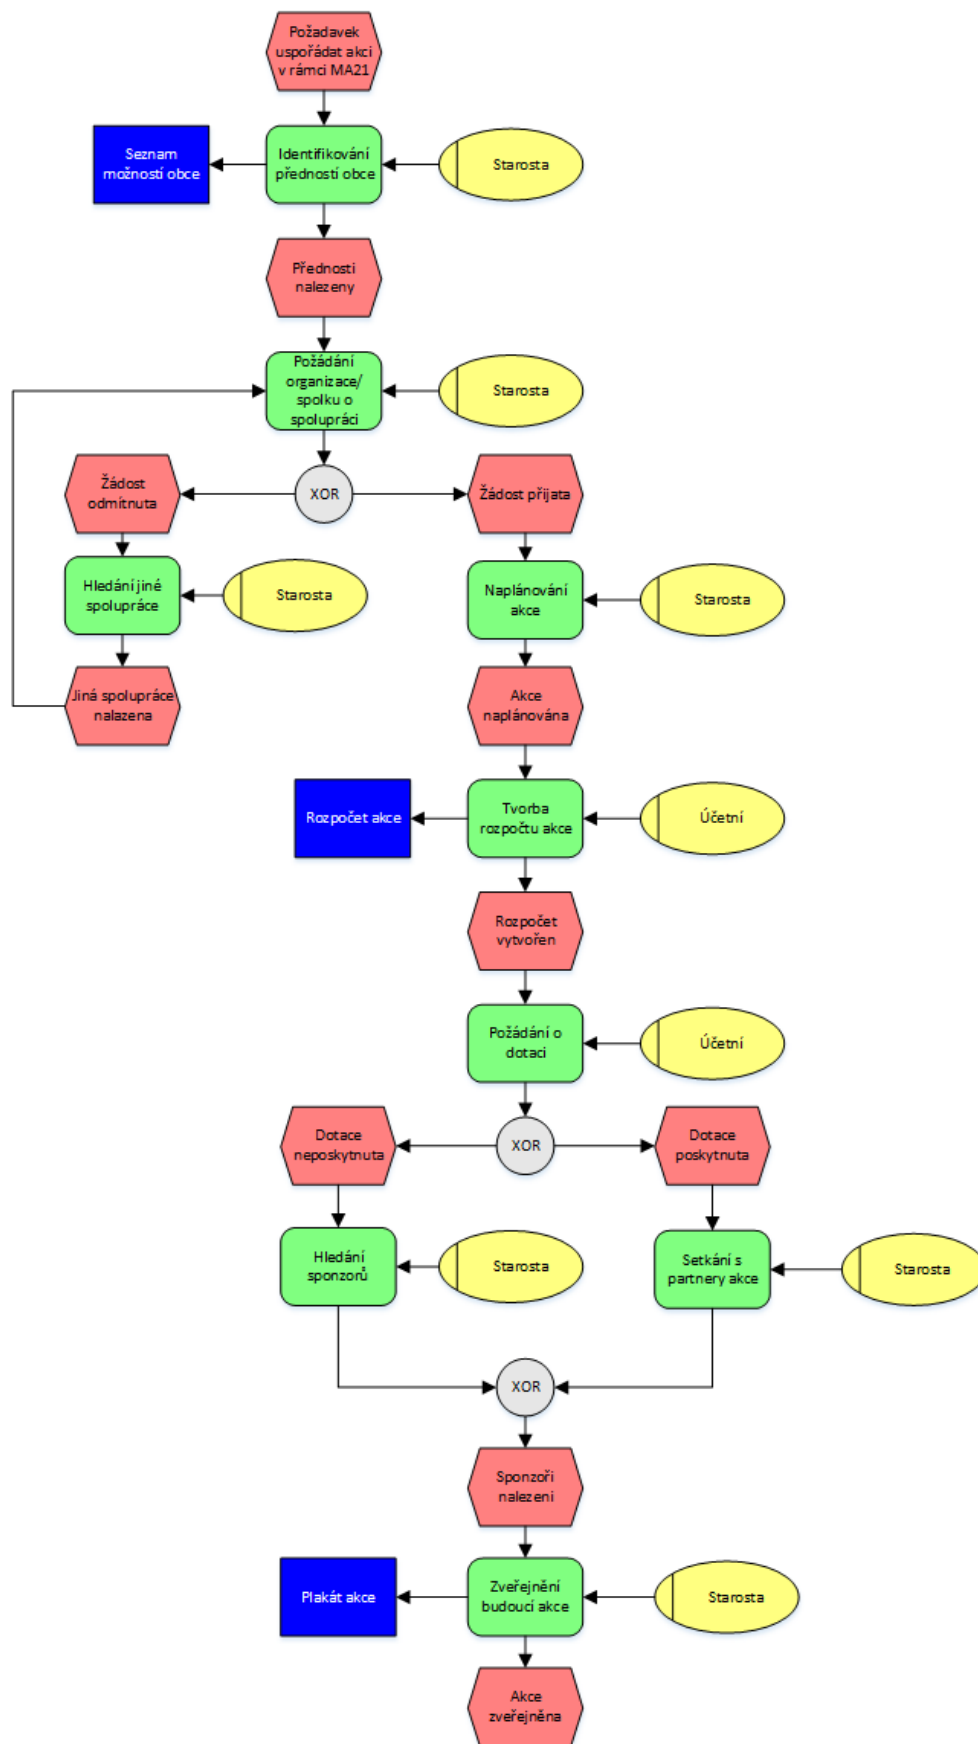 Požadavek
uspořádat akci
v rámci MA21
Seznam
možností obce
Identifikování
předností obce
Starosta
Přednosti
nalezeny
Požádání
organizace/
spolku o
spolupráci
Starosta
Žádost
odmítnuta
XOR
Žádost přijata
Hledání jiné
spolupráce
Starosta
Naplánování
akce
Starosta
Jiná spolupráce
nalazena
Akce
naplánována
Rozpočet akce
Tvorba
rozpočtu akce
Účetní
Rozpočet
vytvořen
Požádání o
dotaci
Účetní
Dotace
neposkytnuta
XOR
Dotace
poskytnuta
Hledání
sponzorů
Starosta
Setkání s
partnery akce
Starosta
XOR
Sponzoři
nalezeni
Plakát akce
Zveřejnění
budoucí akce
Starosta
Akce
zveřejněna